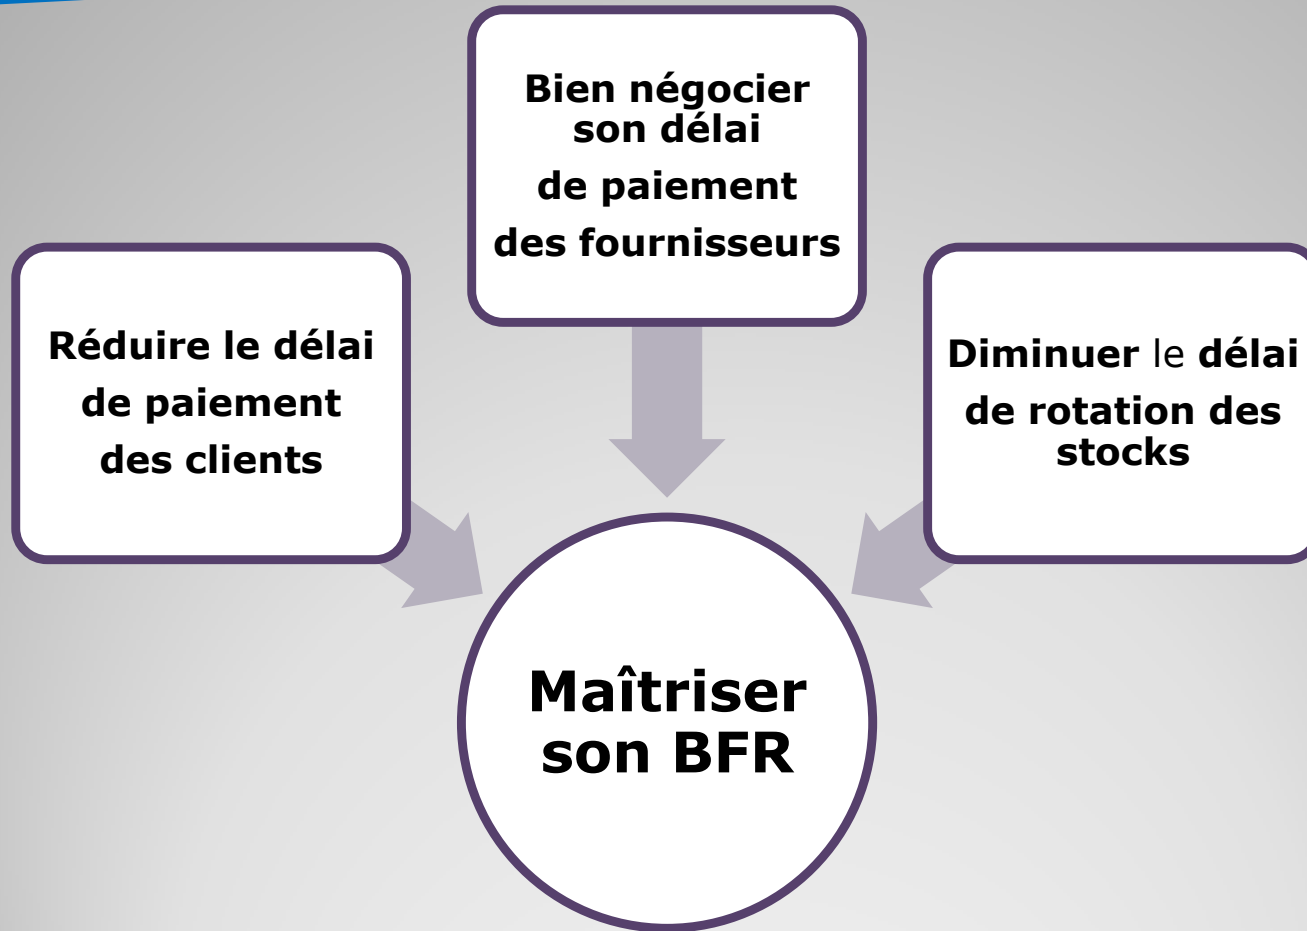 Bien négocier
son délai
de paiement
des fournisseurs
Réduire le délai
de paiement
des clients
Diminuer le délai
de rotation des
stocks
Maîtriser
son BFR